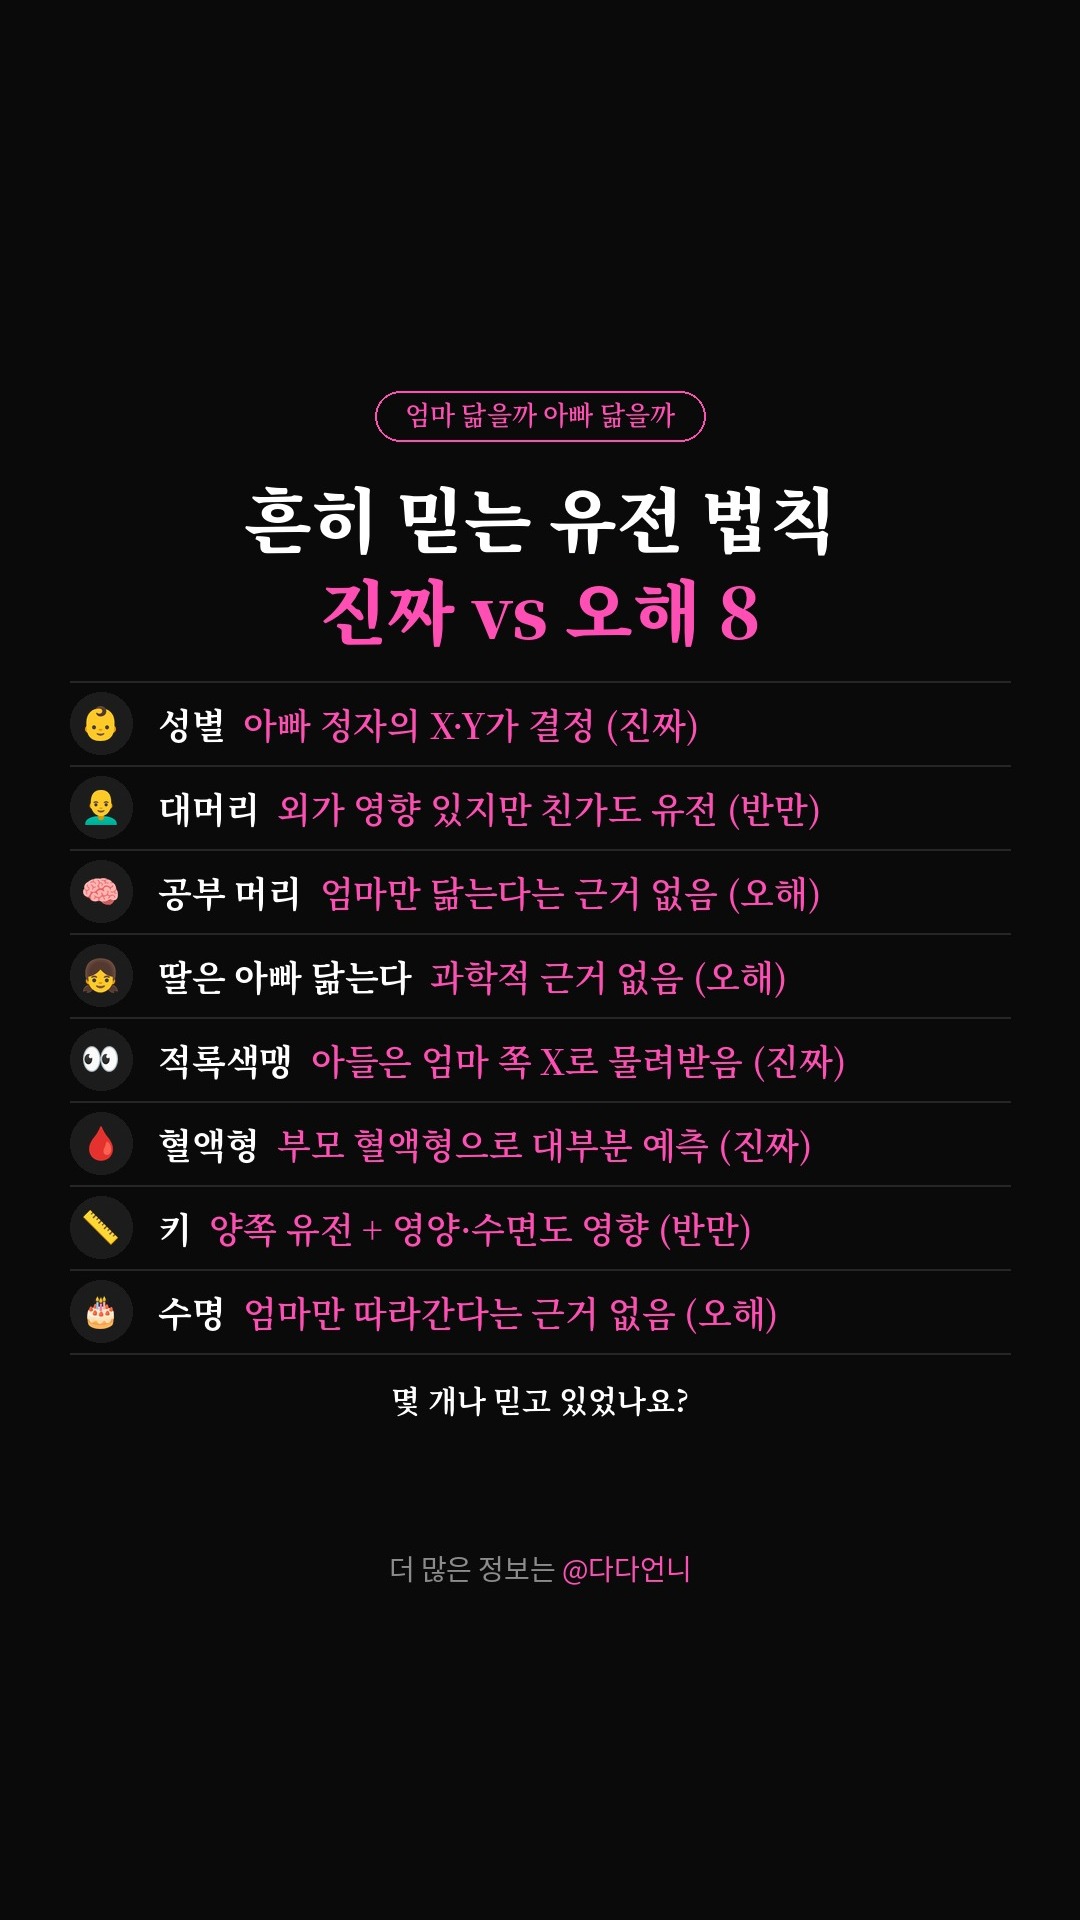 엄마 닮을까 아빠 닮을까
흔히 믿는 유전 법칙
진짜 vs 오해 8
성별 아빠 정자의 X·Y가 결정 (진짜)
대머리 외가 영향 있지만 친가도 유전 (반만)
공부 머리 엄마만 닮는다는 근거 없음 (오해)
딸은 아빠 닮는다 과학적 근거 없음 (오해)
적록색맹 아들은 엄마 쪽 X로 물려받음 (진짜)
혈액형 부모 혈액형으로 대부분 예측 (진짜)
키 양쪽 유전 + 영양·수면도 영향 (반만)
수명 엄마만 따라간다는 근거 없음 (오해)
몇 개나 믿고 있었나요?
더 많은 정보는 @다다언니